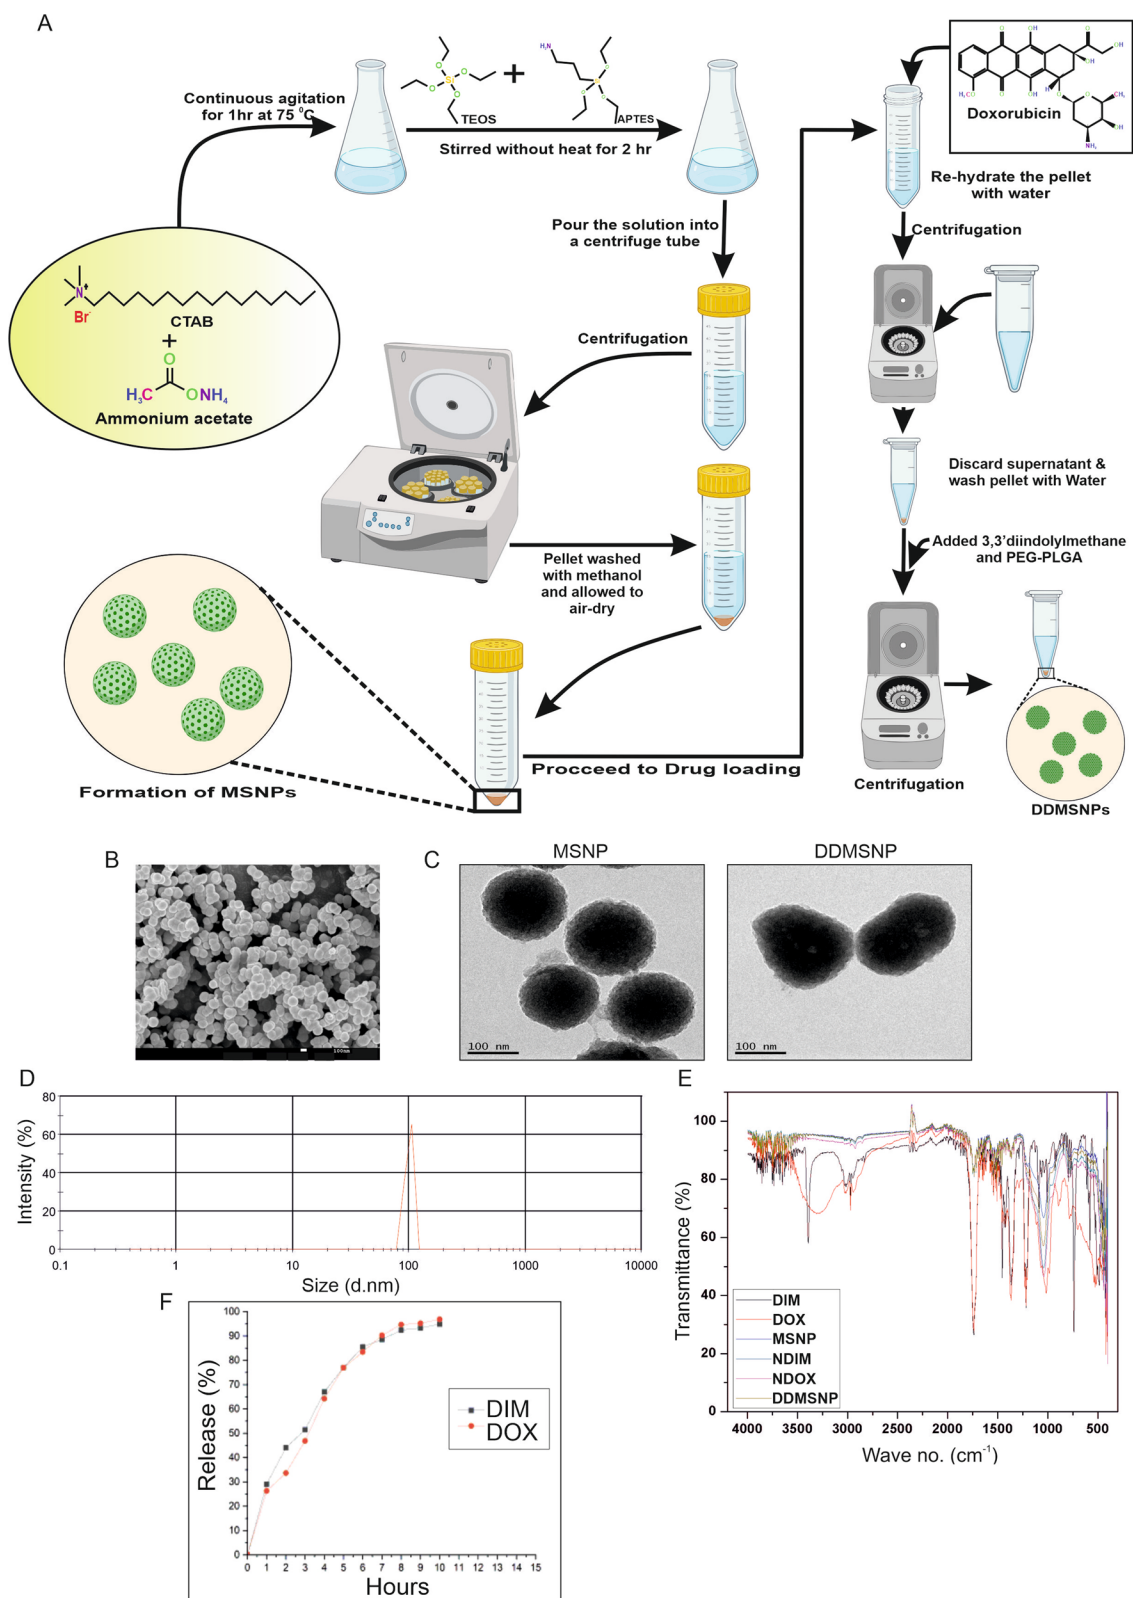 A
Continuous agitation
for 1hr at 75 °C
TEOS
+
H₂N
APTES
Stirred without heat for 2 hr
Doxorubicin
Re-hydrate the pellet
with water
Pour the solution into
a centrifuge tube
Centrifugation
N+
Br-
CTAB
+
O
H₃C ONH₄
Ammonium acetate
Centrifugation
Discard supernatant &
wash pellet with Water
Added 3,3'diindolylmethane
and PEG-PLGA
Pellet washed
with methanol
and allowed to
air-dry
Procceed to Drug loading
Formation of MSNPs
Centrifugation
DDMSNPs
B
100nm
C
MSNP
100 nm
DDMSNP
100 nm
D
Intensity (%)
80
60
40
20
0
0.1 1 10 100 1000 10000
Size (d.nm)
E
Transmittance (%)
100
80
60
40
20
0
DIM
DOX
MSNP
NDIM
NDOX
DDMSNP
4000 3500 3000 2500 2000 1500 1000 500
Wave no. (cm⁻¹)
F
Release (%)
100
95
90
80
70
60
50
40
30
20
10
0
DIM
DOX
0 1 2 3 4 5 6 7 8 9 10 11 12 13 14 15
Hours